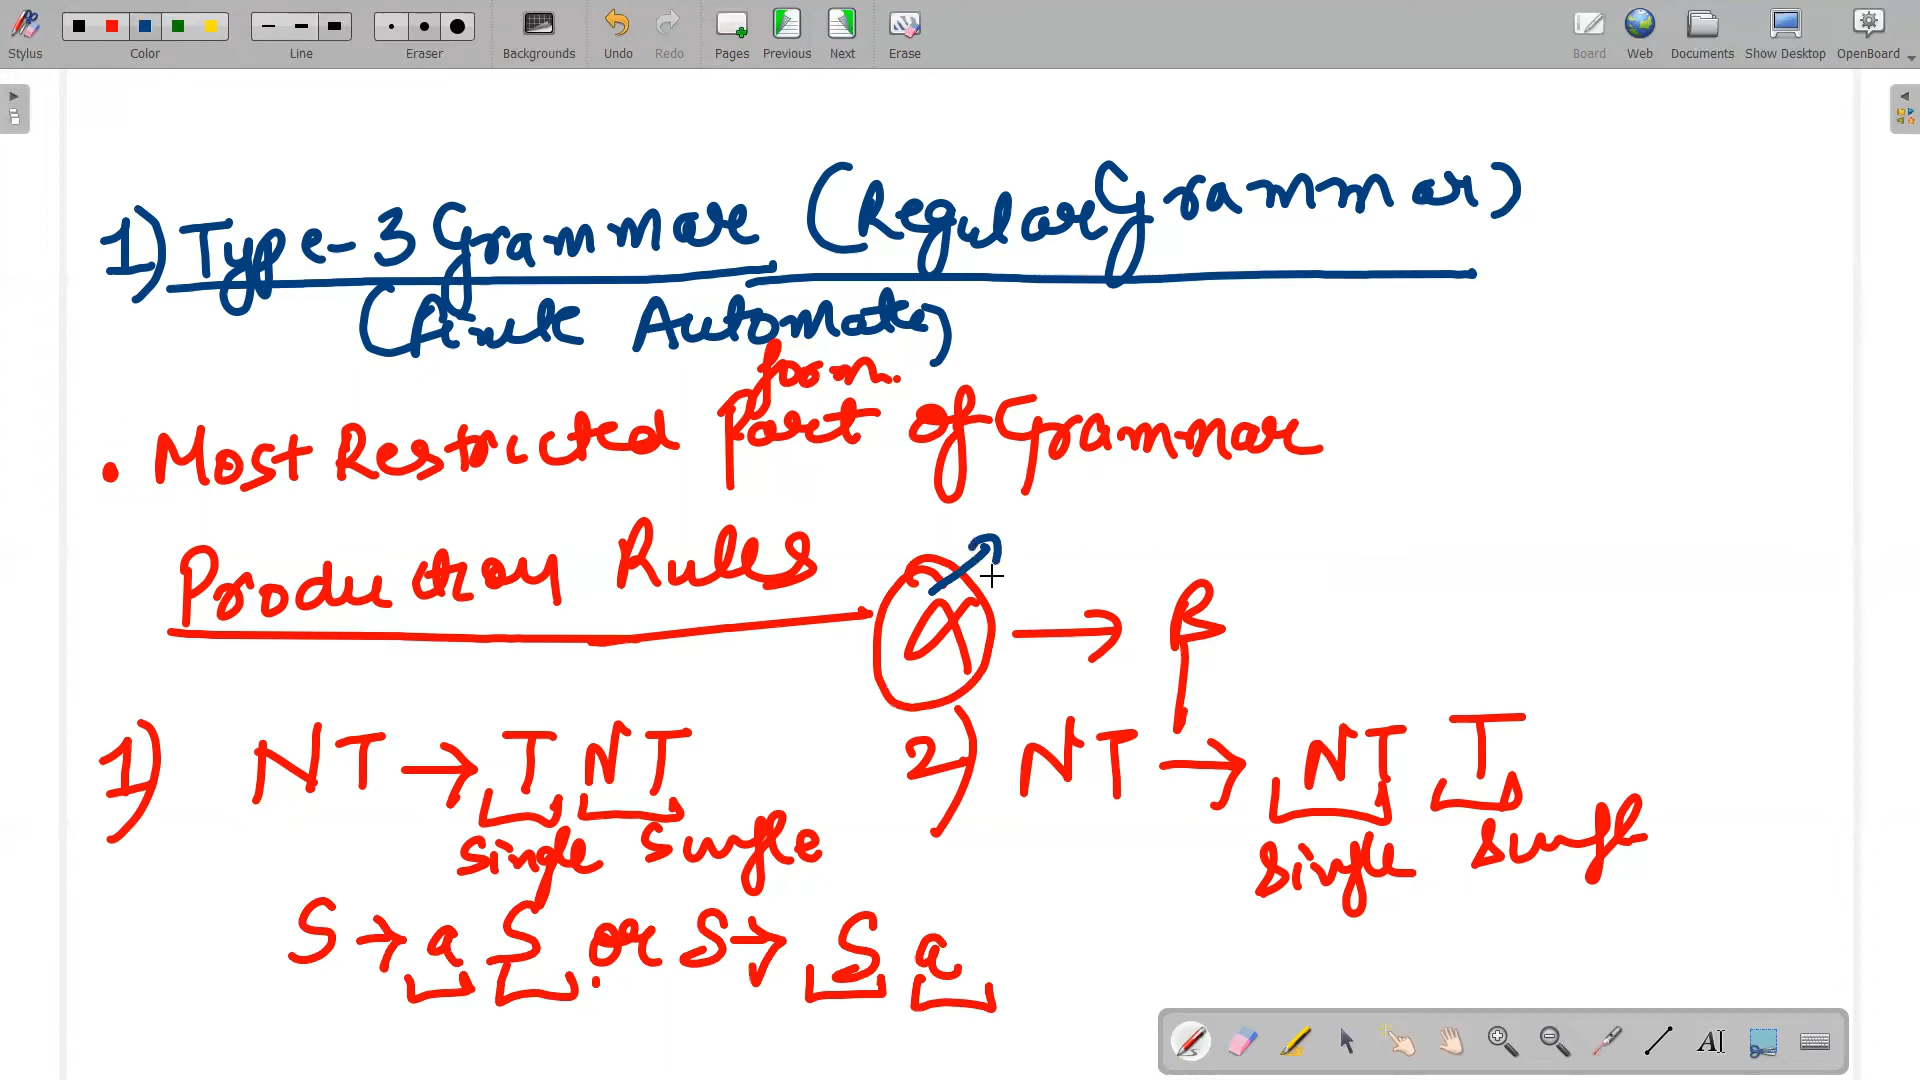 Stylus Color Line Eraser Backgrounds Undo Redo Pages Previous Next Erase Board Web Documents Show Desktop OpenBoard
1) Type-3 Grammar (Regular Grammar)
(finite Automata)
form.
• Most Restricted Part of Grammar
Production Rules α → β
1) NT → T NT 2) NT → NT T
single single single single
S → a S or S → S a
AI